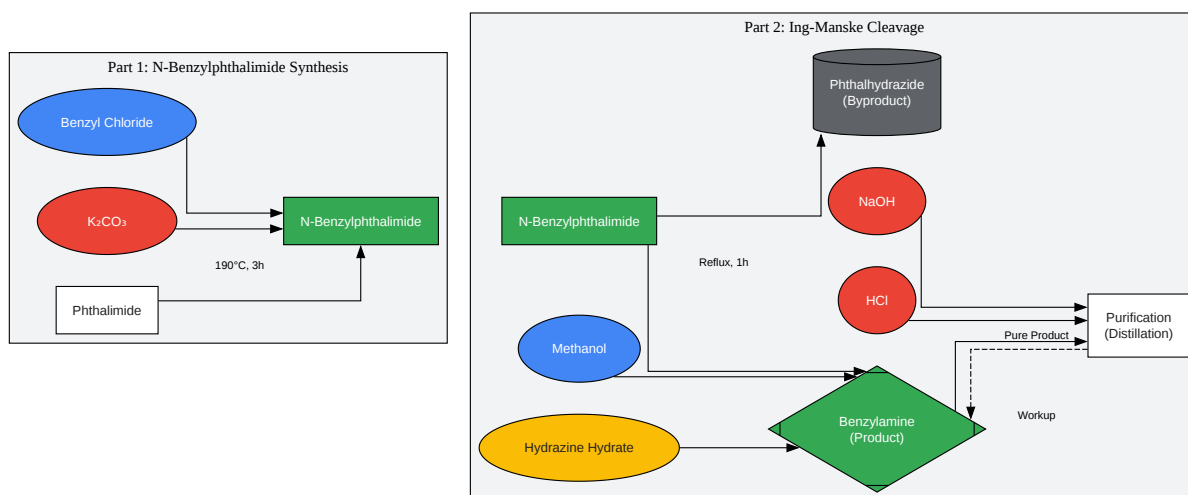 Part 1: N-Benzylphthalimide Synthesis
Benzyl Chloride
K₂CO₃
N-Benzylphthalimide
190°C, 3h
Phthalimide
Part 2: Ing-Manske Cleavage
Phthalhydrazide
(Byproduct)
N-Benzylphthalimide
NaOH
Reflux, 1h
HCl
Purification
(Distillation)
Pure Product
Methanol
Workup
Benzylamine
(Product)
Hydrazine Hydrate